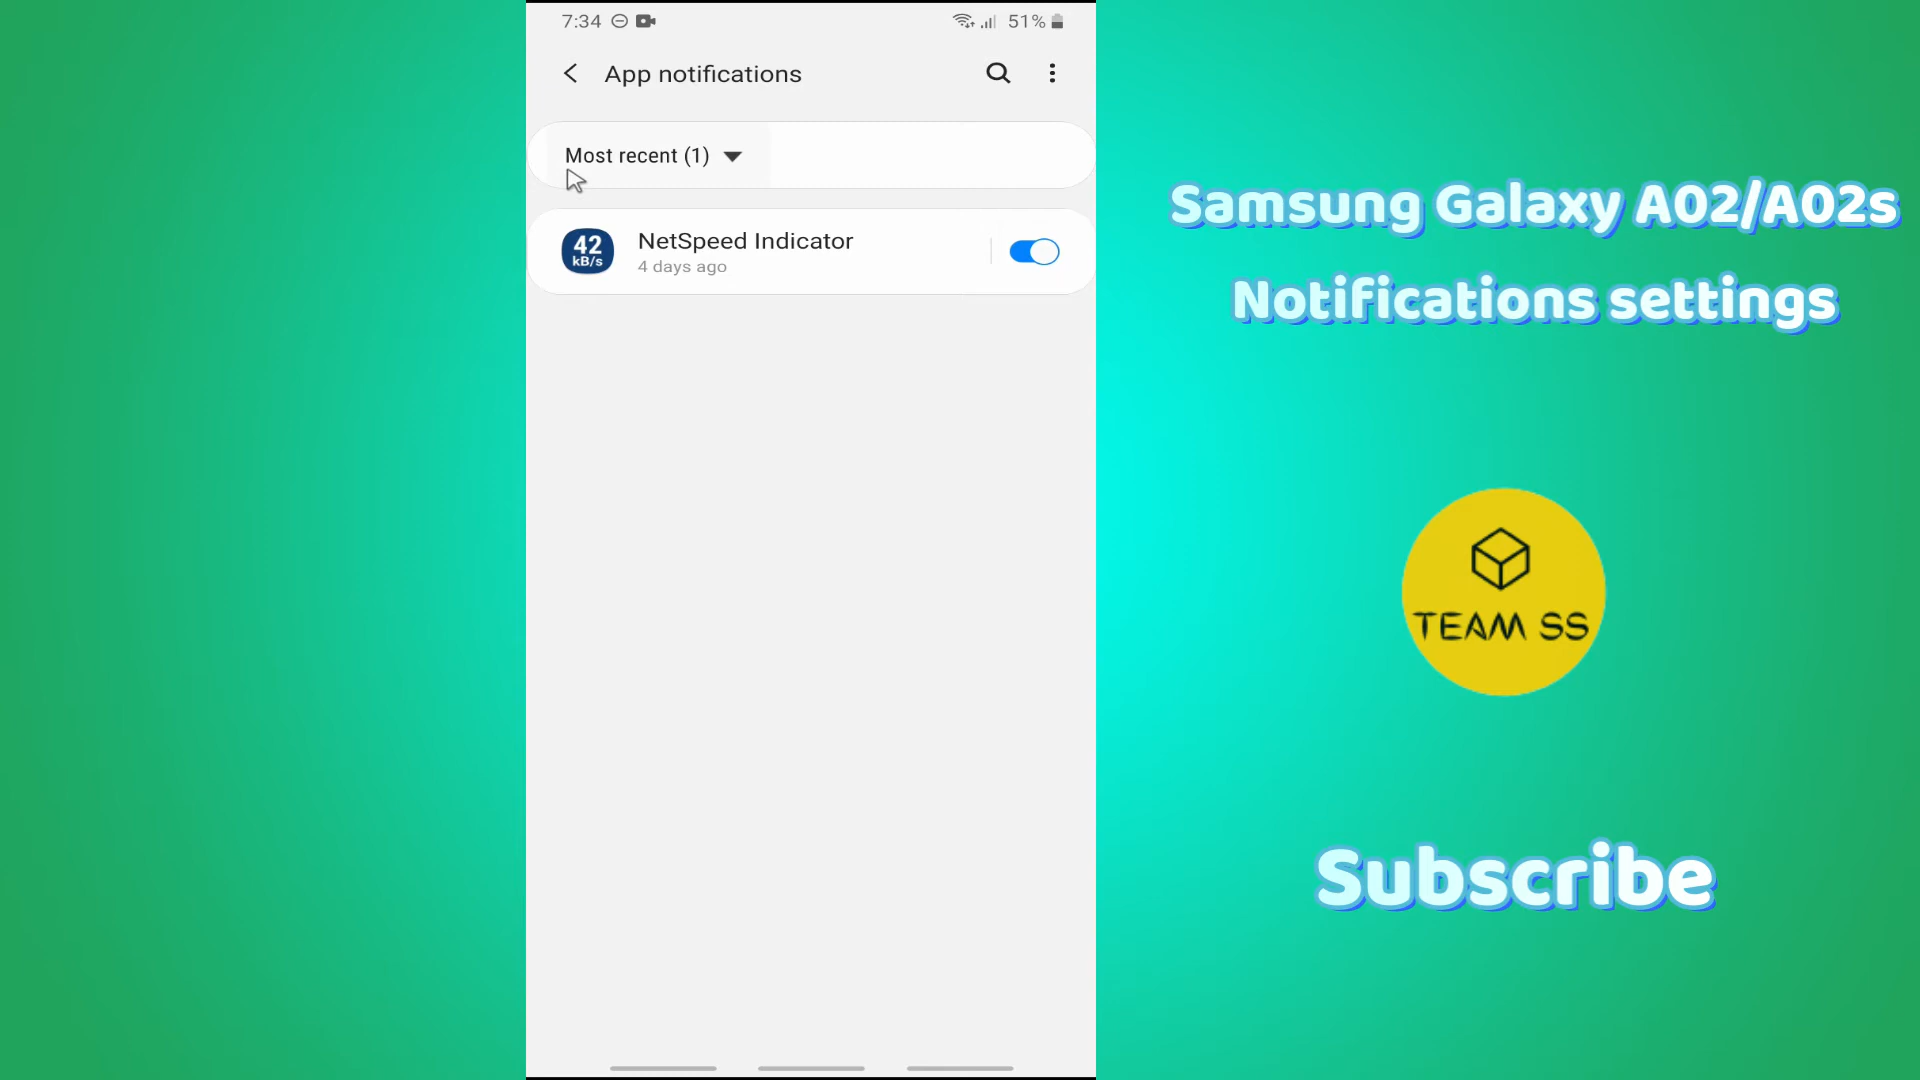 7:34
51%
App notifications
Most recent (1)
42
kB/s
NetSpeed Indicator
4 days ago
Samsung Galaxy A02/A02s
Notifications settings
TEAM SS
Subscribe